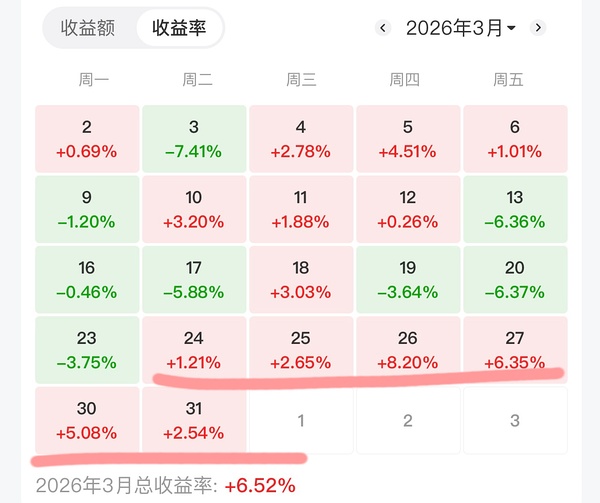 收益额 收益率 2026年3月
周一 周二 周三 周四 周五
2 3 4 5 6
+0.69% −7.41% +2.78% +4.51% +1.01%
9 10 11 12 13
−1.20% +3.20% +1.88% +0.26% −6.36%
16 17 18 19 20
−0.46% −5.88% +3.03% −3.64% −6.37%
23 24 25 26 27
−3.75% +1.21% +2.65% +8.20% +6.35%
30 31 1 2 3
+5.08% +2.54%
2026年3月总收益率: +6.52%